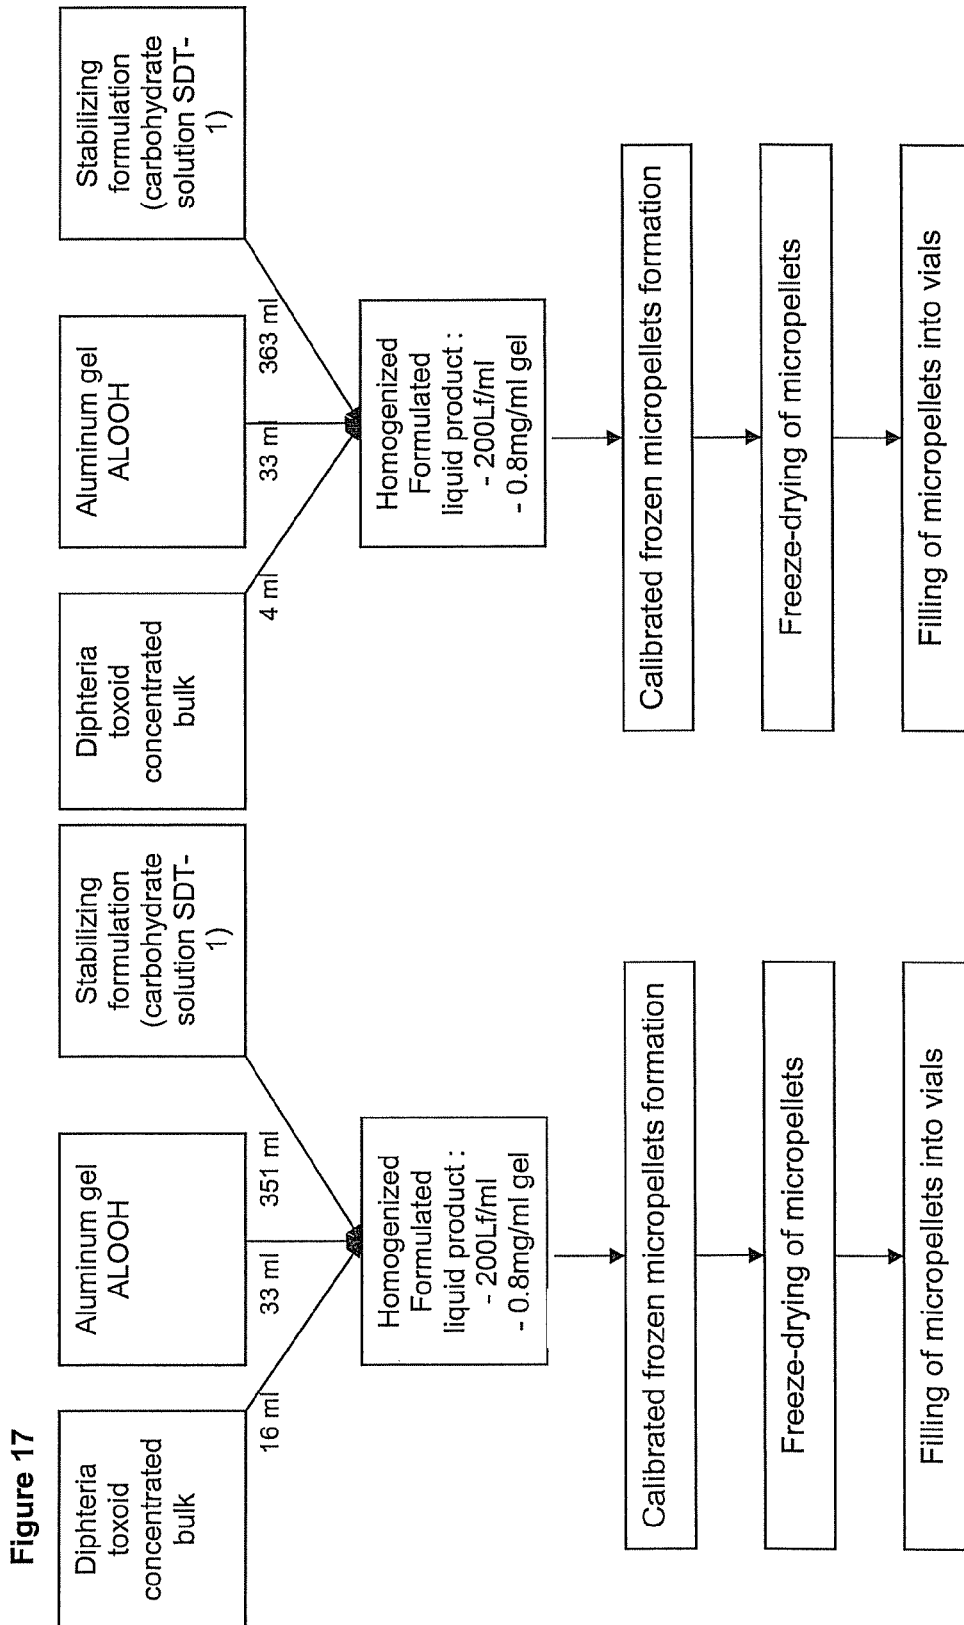 Figure 17
Diphteria
toxoid
concentrated
bulk
Aluminum gel
ALOOH
Stabilizing
formulation
(carbohydrate
solution SDT-
1)
16 ml
33 ml
351 ml
Homogenized
Formulated
liquid product :
- 200Lf/ml
- 0.8mg/ml gel
Calibrated frozen micropellets formation
Freeze-drying of micropellets
Filling of micropellets into vials
Diphteria
toxoid
concentrated
bulk
Aluminum gel
ALOOH
Stabilizing
formulation
(carbohydrate
solution SDT-
1)
4 ml
33 ml
363 ml
Homogenized
Formulated
liquid product :
- 200Lf/ml
- 0.8mg/ml gel
Calibrated frozen micropellets formation
Freeze-drying of micropellets
Filling of micropellets into vials